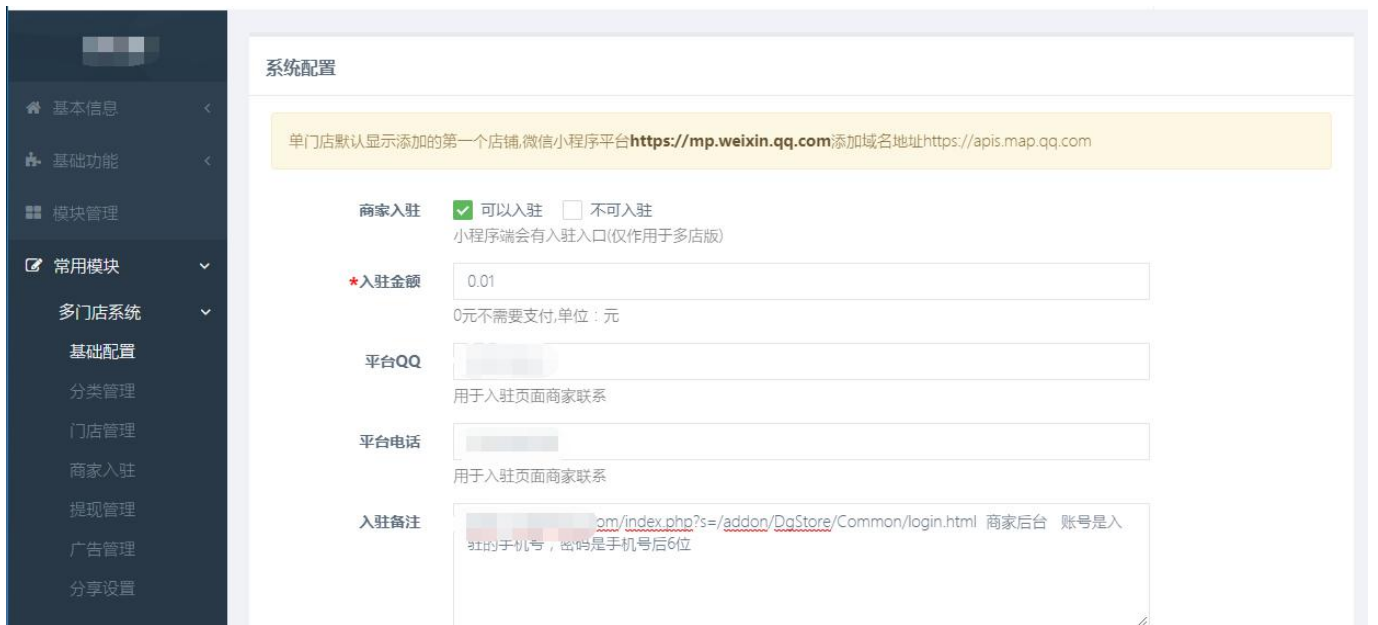 系统配置
基本信息
单门店默认显示添加的第一个店铺,微信小程序平台https://mp.weixin.qq.com添加域名地址https://apis.map.qq.com
基础功能
模块管理
商家入驻 可以入驻 不可入驻
小程序端会有入驻入口(仅作用于多店版)
常用模块
*入驻金额 0.01
0元不需要支付,单位：元
多门店系统
基础配置
平台QQ
用于入驻页面商家联系
分类管理
门店管理
平台电话
用于入驻页面商家联系
商家入驻
提现管理
入驻备注 om/index.php?s=/addon/DgStore/Common/login.html 商家后台 账号是入
驻的手机号，密码是手机号后6位
广告管理
分享设置